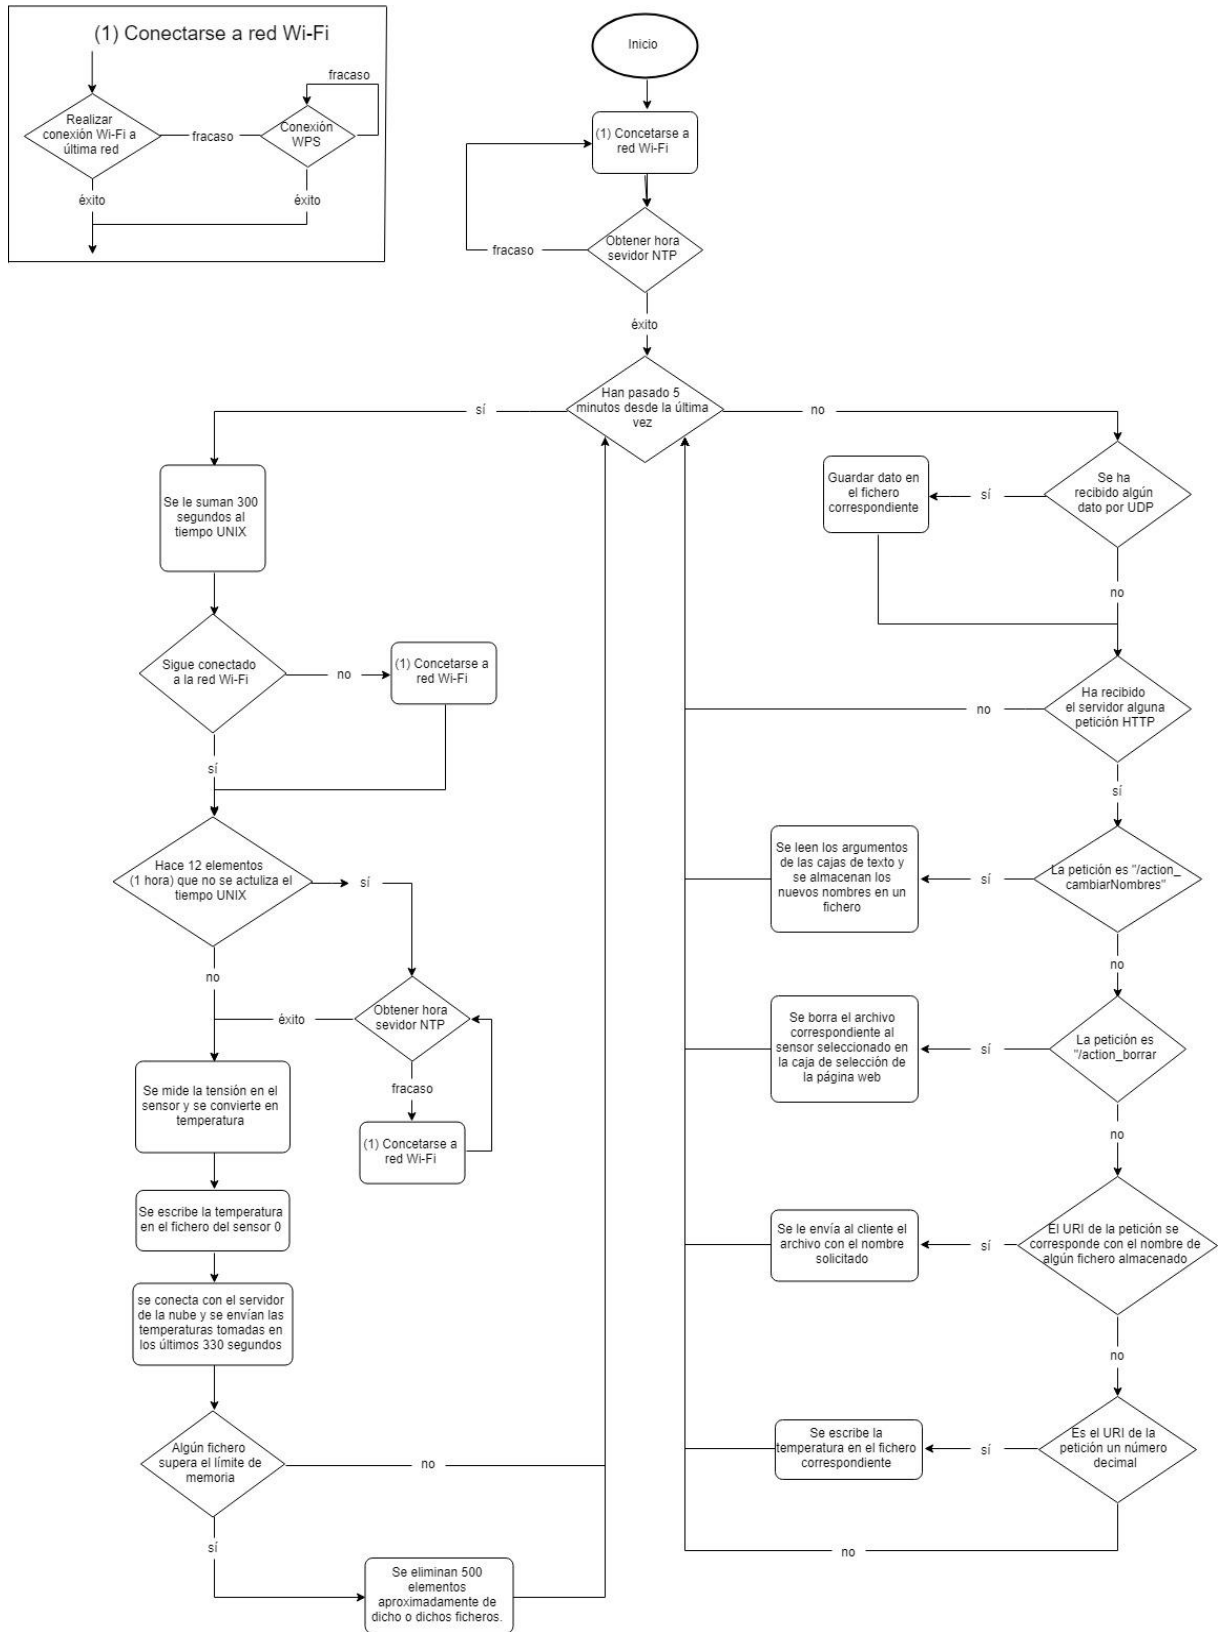 (1) Conectarse a red Wi-Fi
fracaso
Realizar
conexión Wi-Fi a
última red
fracaso
Conexión
WPS
éxito
éxito
Inicio
(1) Concetarse a
red Wi-Fi
Obtener hora
sevidor NTP
fracaso
éxito
Han pasado 5
minutos desde la última
vez
sí
no
Se le suman 300
segundos al
tiempo UNIX
Sigue conectado
a la red Wi-Fi
no
(1) Concetarse a
red Wi-Fi
sí
Hace 12 elementos
(1 hora) que no se actuliza el
tiempo UNIX
sí
no
Obtener hora
sevidor NTP
éxito
fracaso
(1) Concetarse a
red Wi-Fi
Se mide la tensión en el
sensor y se convierte en
temperatura
Se escribe la temperatura
en el fichero del sensor 0
se conecta con el servidor
de la nube y se envían las
temperaturas tomadas en
los últimos 330 segundos
Algún fichero
supera el límite de
memoria
no
sí
Se eliminan 500
elementos
aproximadamente de
dicho o dichos ficheros.
Se ha
recibido algún
dato por UDP
sí
Guardar dato en
el fichero
correspondiente
no
Ha recibido
el servidor alguna
petición HTTP
no
sí
La petición es "/action_
cambiarNombres"
sí
Se leen los argumentos
de las cajas de texto y
se almacenan los
nuevos nombres en un
fichero
no
La petición es
"/action_borrar
sí
Se borra el archivo
correspondiente al
sensor seleccionado en
la caja de selección de
la página web
no
El URI de la petición se
corresponde con el nombre de
algún fichero almacenado
sí
Se le envía al cliente el
archivo con el nombre
solicitado
no
Es el URI de la
petición un número
decimal
sí
Se escribe la
temperatura en el fichero
correspondiente
no